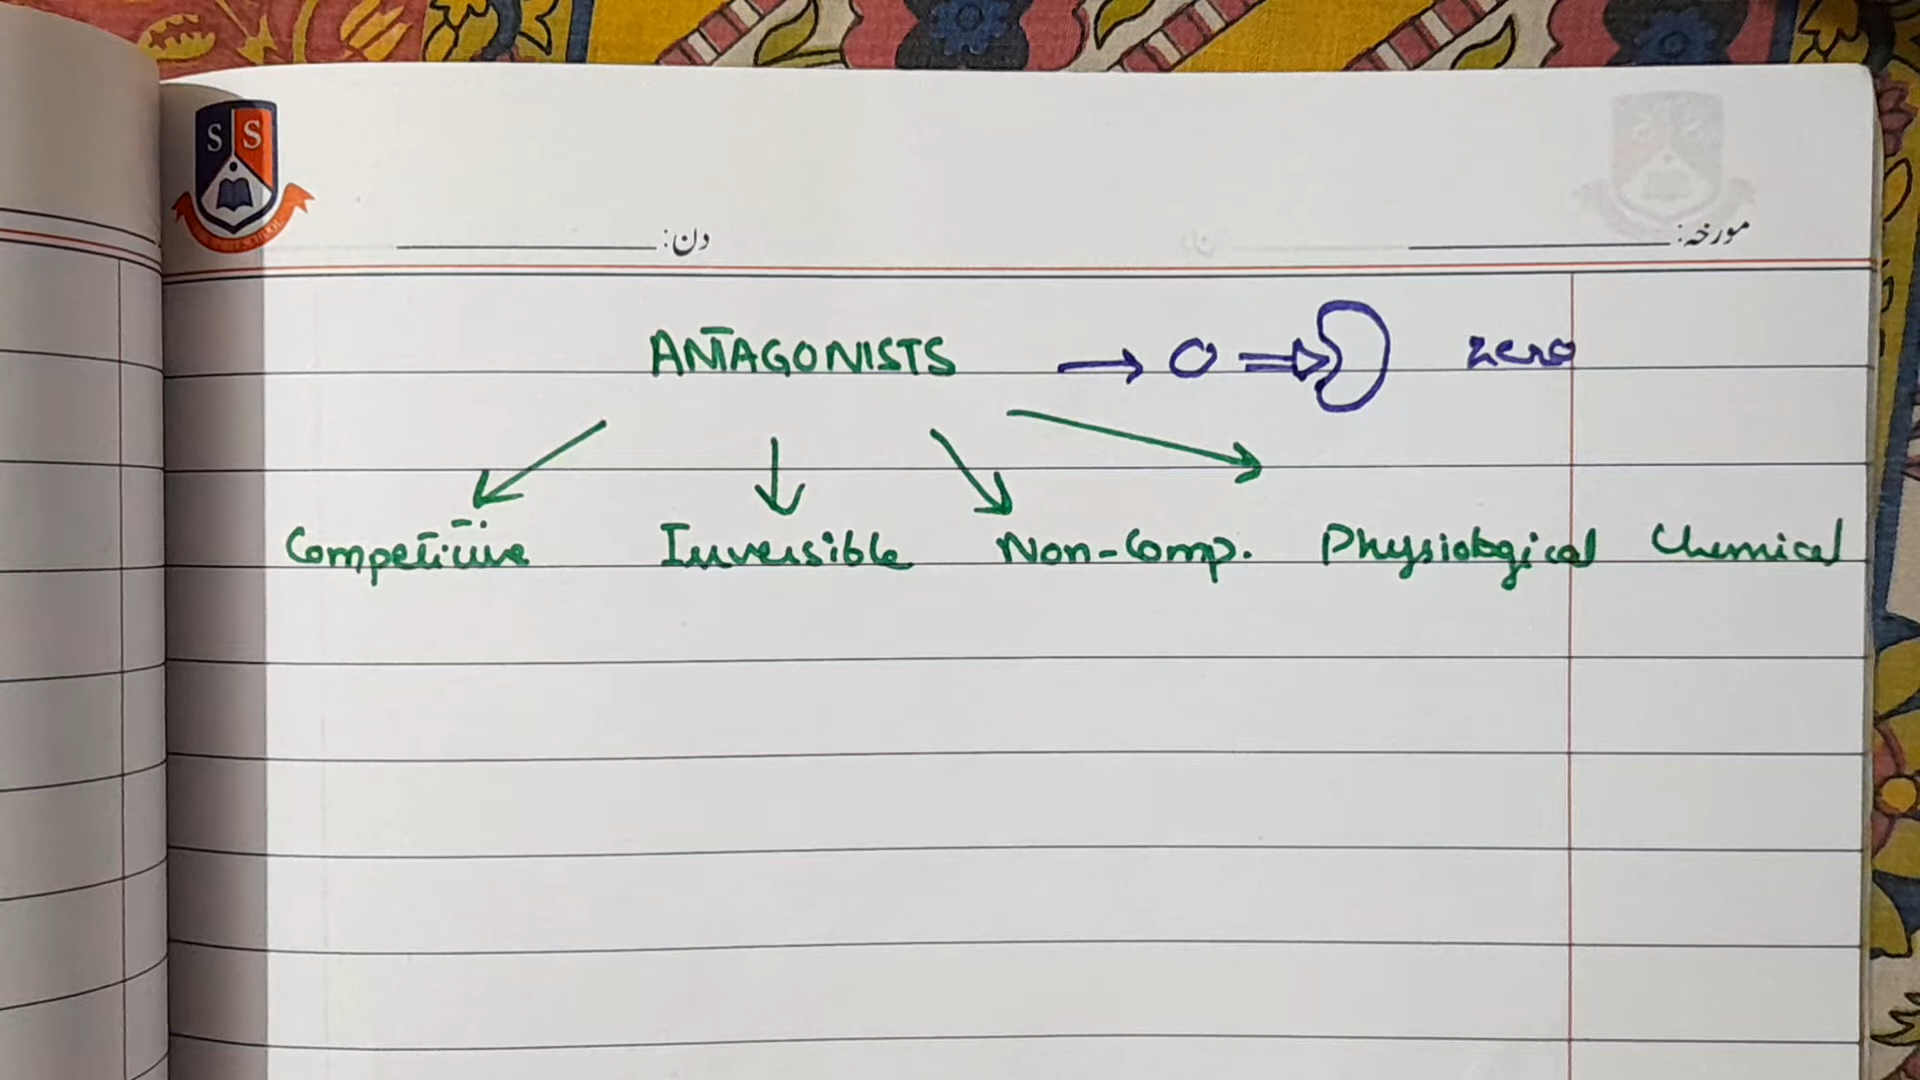 S S
دن:
مورخہ:
ANTAGONISTS → O ⇒ zero
Competitive Irreversible Non-Comp. Physiological Chemical